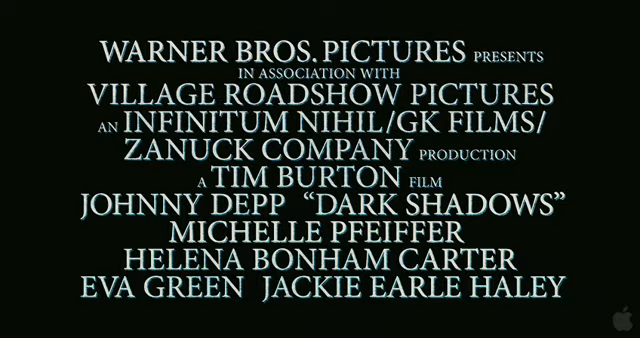 WARNER BROS. PICTURES PRESENTS
IN ASSOCIATION WITH
VILLAGE ROADSHOW PICTURES
AN INFINITUM NIHIL/GK FILMS/
ZANUCK COMPANY PRODUCTION
A TIM BURTON FILM
JOHNNY DEPP “DARK SHADOWS”
MICHELLE PFEIFFER
HELENA BONHAM CARTER
EVA GREEN JACKIE EARLE HALEY